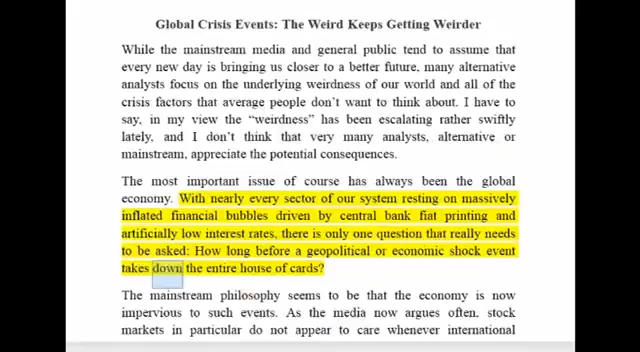 Global Crisis Events: The Weird Keeps Getting Weirder
While the mainstream media and general public tend to assume that
every new day is bringing us closer to a better future, many alternative
analysts focus on the underlying weirdness of our world and all of the
crisis factors that average people don't want to think about. I have to
say, in my view the “weirdness” has been escalating rather swiftly
lately, and I don't think that very many analysts, alternative or
mainstream, appreciate the potential consequences.
The most important issue of course has always been the global
economy. With nearly every sector of our system resting on massively
inflated financial bubbles driven by central bank fiat printing and
artificially low interest rates, there is only one question that really needs
to be asked: How long before a geopolitical or economic shock event
takes down the entire house of cards?
The mainstream philosophy seems to be that the economy is now
impervious to such events. As the media now argues often, stock
markets in particular do not appear to care whenever international